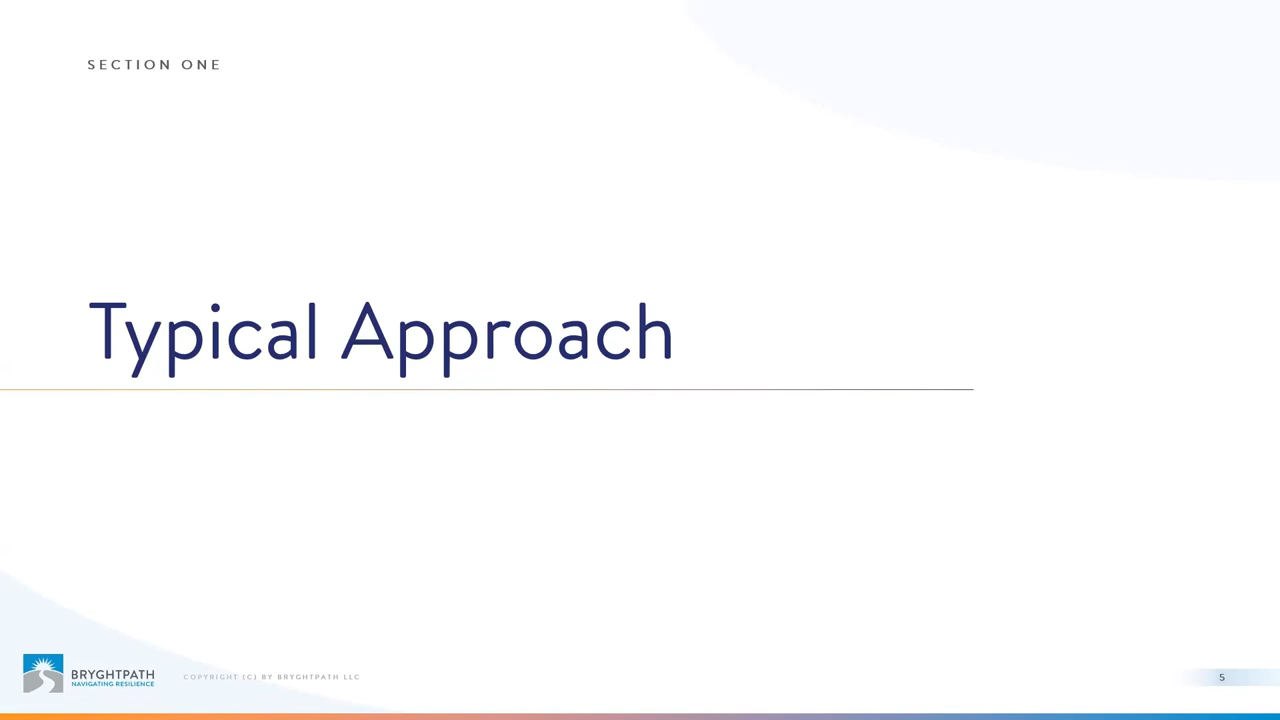 SECTION ONE
Typical Approach
BRYGHTPATH
NAVIGATING RESILIENCE
COPYRIGHT (C) BY BRYGHTPATH LLC
5